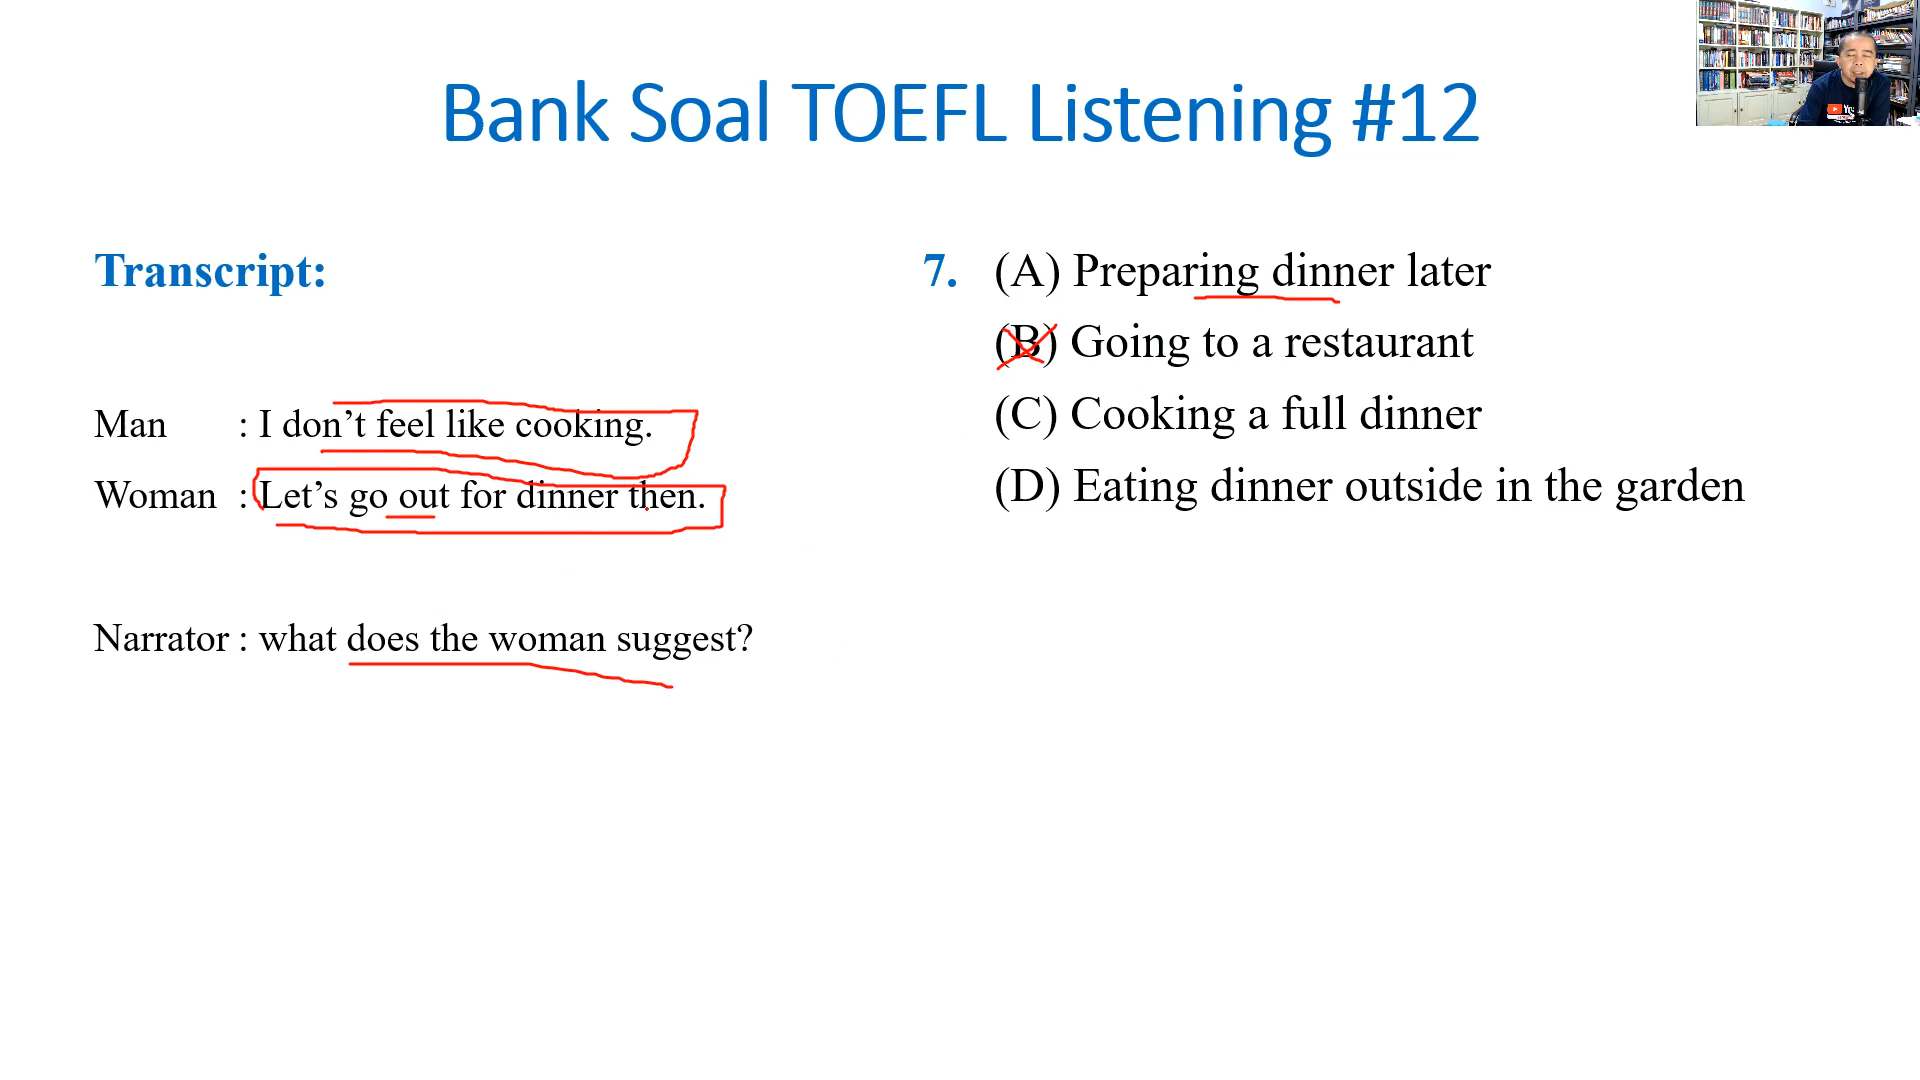 Bank Soal TOEFL Listening #12
Transcript:
Man : I don’t feel like cooking.
Woman : Let’s go out for dinner then.
Narrator : what does the woman suggest?
7. (A) Preparing dinner later
(B) Going to a restaurant
(C) Cooking a full dinner
(D) Eating dinner outside in the garden